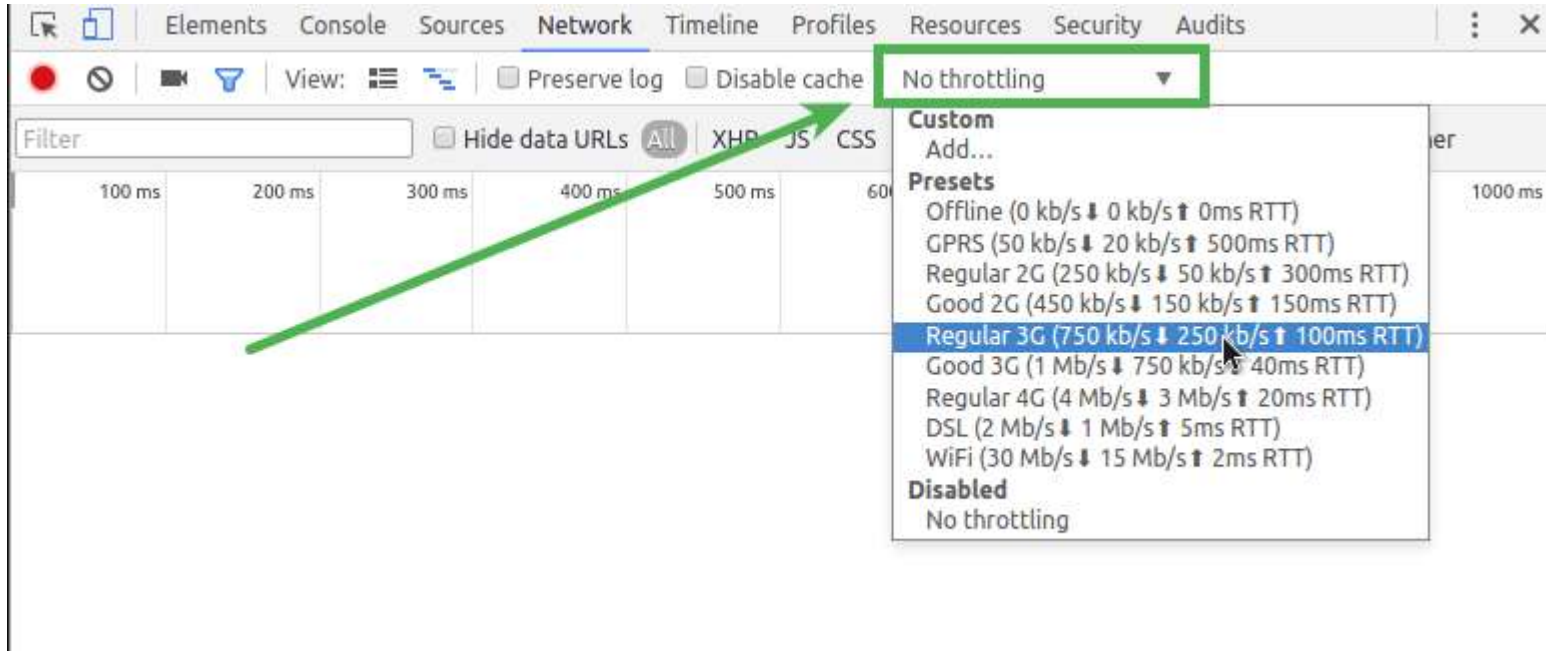 Elements Console Sources Network Timeline Profiles Resources Security Audits
View: Preserve log Disable cache No throttling
Filter Hide data URLs All XHR JS CSS
100 ms 200 ms 300 ms 400 ms 500 ms 1000 ms
Custom
Add...
Presets
Offline (0 kb/s⬇ 0 kb/s⬆ 0ms RTT)
GPRS (50 kb/s⬇ 20 kb/s⬆ 500ms RTT)
Regular 2G (250 kb/s⬇ 50 kb/s⬆ 300ms RTT)
Good 2G (450 kb/s⬇ 150 kb/s⬆ 150ms RTT)
Regular 3G (750 kb/s⬇ 250 kb/s⬆ 100ms RTT)
Good 3G (1 Mb/s⬇ 750 kb/s⬆ 40ms RTT)
Regular 4G (4 Mb/s⬇ 3 Mb/s⬆ 20ms RTT)
DSL (2 Mb/s⬇ 1 Mb/s⬆ 5ms RTT)
WiFi (30 Mb/s⬇ 15 Mb/s⬆ 2ms RTT)
Disabled
No throttling